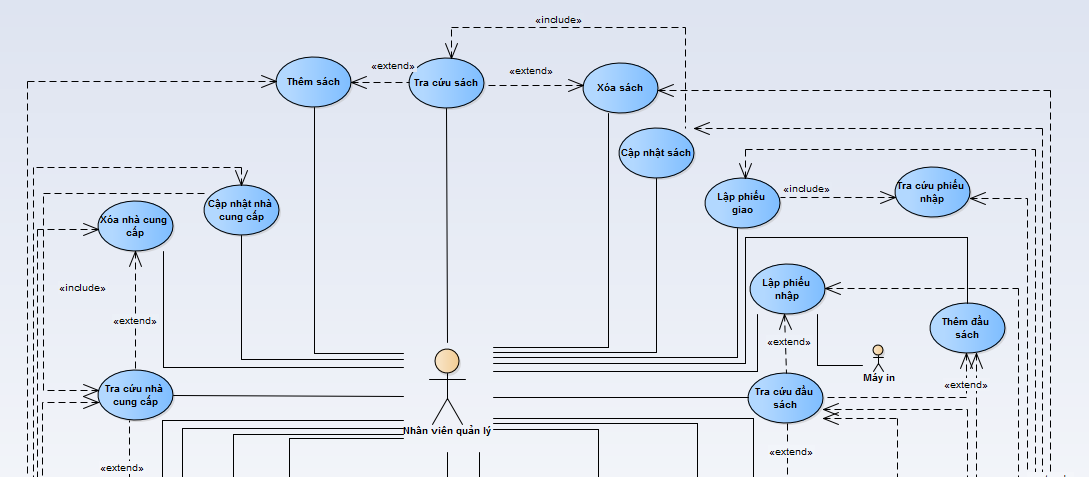 «include»
«extend»
«extend»
Thêm sách
Tra cứu sách
Xóa sách
Cập nhật sách
Lập phiếu
giao
«include»
Tra cứu phiếu
nhập
Cập nhật nhà
cung cấp
Xóa nhà cung
cấp
«include»
«extend»
Lập phiếu
nhập
Thêm đầu
sách
«extend»
Máy in
«extend»
Tra cứu nhà
cung cấp
Tra cứu đầu
sách
Nhân viên quản lý
«extend»
«extend»